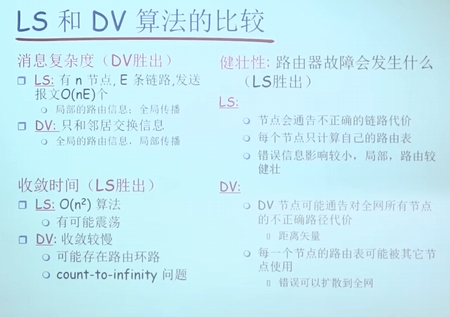 LS 和 DV 算法的比较
消息复杂度（DV胜出）
LS: 有 n 节点, E 条链路,发送
报文O(nE)个
局部的路由信息；全局传播
DV: 只和邻居交换信息
全局的路由信息，局部传播
收敛时间（LS胜出）
LS: O(n²) 算法
有可能震荡
DV: 收敛较慢
可能存在路由环路
count-to-infinity 问题
健壮性: 路由器故障会发生什么
（LS胜出）
LS:
节点会通告不正确的链路代价
每个节点只计算自己的路由表
错误信息影响较小，局部，路由较
健壮
DV:
DV 节点可能通告对全网所有节点
的不正确路径代价
距离矢量
每一个节点的路由表可能被其它节
点使用
错误可以扩散到全网